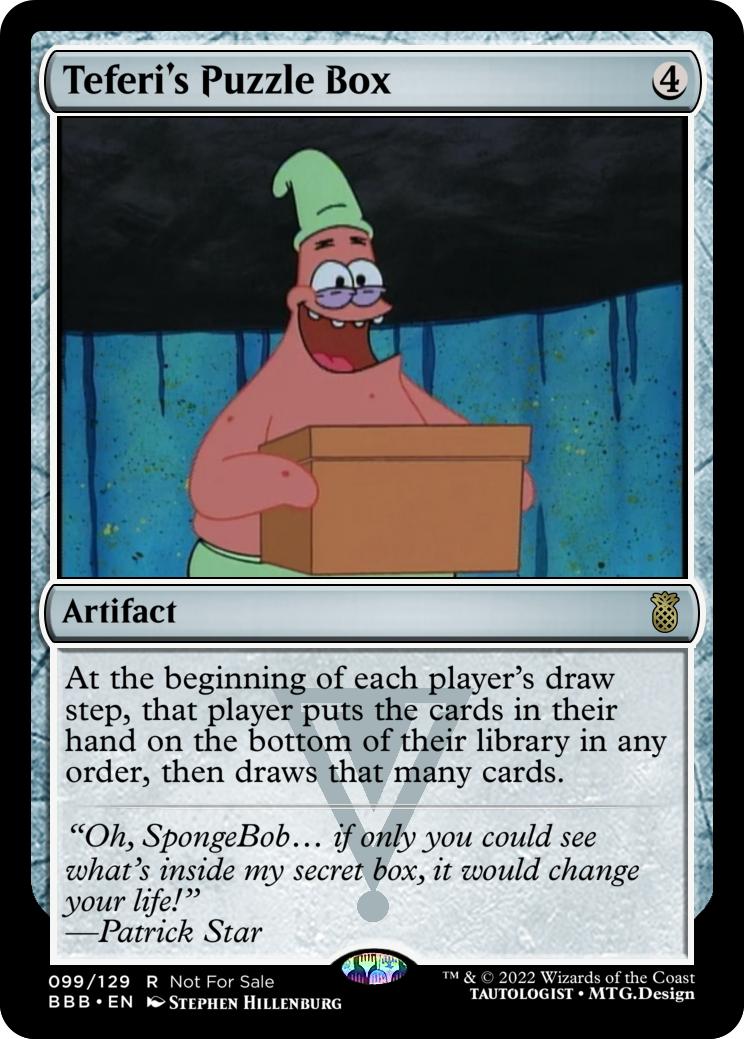 Teferi's Puzzle Box
4
Artifact
At the beginning of each player's draw
step, that player puts the cards in their
hand on the bottom of their library in any
order, then draws that many cards.
“Oh, SpongeBob… if only you could see
what's inside my secret box, it would change
your life!”
—Patrick Star
099/129 R Not For Sale
BBB • EN Stephen Hillenburg
™ & © 2022 Wizards of the Coast
TAUTOLOGIST • MTG.Design